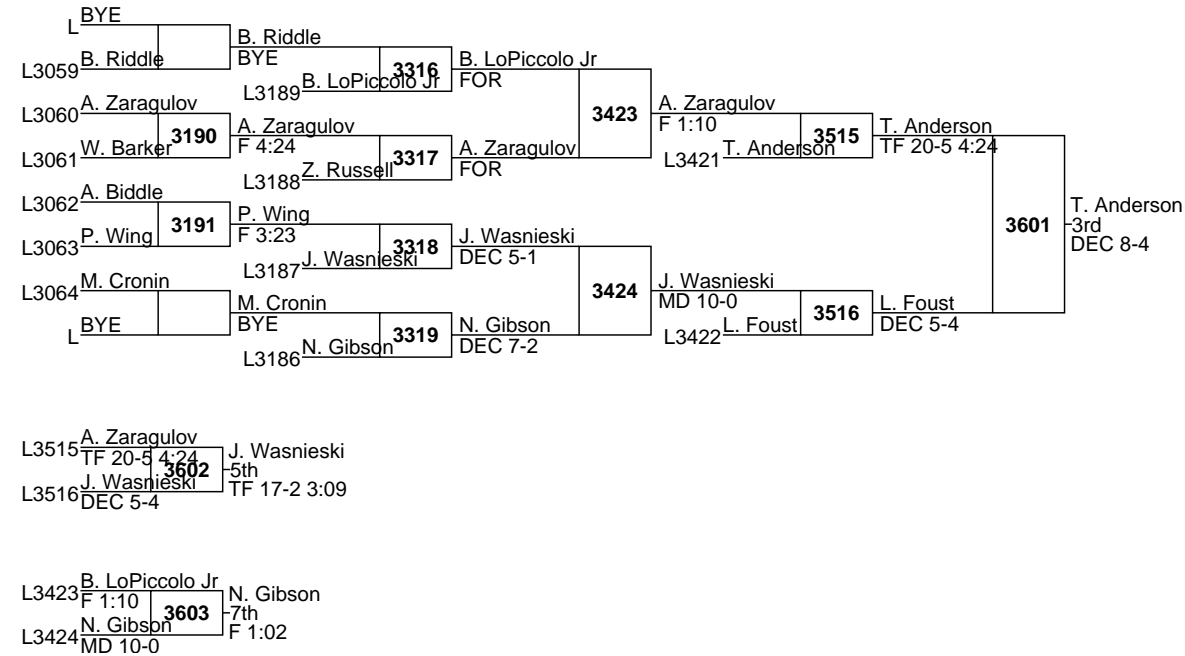 BYE
L
B. Riddle
B. Riddle
BYE
L3059
3316
B. LoPiccolo Jr
FOR
B. LoPiccolo Jr
L3189
A. Zaragulov
L3060
3423
A. Zaragulov
F 1:10
3190
A. Zaragulov
F 4:24
3515
T. Anderson
TF 20-5 4:24
W. Barker
L3061
3317
A. Zaragulov
FOR
T. Anderson
L3421
Z. Russell
L3188
A. Biddle
L3062
P. Wing
F 3:23
3191
3601
T. Anderson
3rd
DEC 8-4
P. Wing
L3063
3318
J. Wasnieski
DEC 5-1
J. Wasnieski
L3187
M. Cronin
L3064
3424
J. Wasnieski
MD 10-0
M. Cronin
BYE
3516
L. Foust
DEC 5-4
BYE
L
3319
N. Gibson
DEC 7-2
L. Foust
L3422
N. Gibson
L3186
A. Zaragulov
L3515
TF 20-5 4:24
J. Wasnieski
3602
5th
J. Wasnieski
TF 17-2 3:09
L3516
DEC 5-4
B. LoPiccolo Jr
L3423
F 1:10
N. Gibson
3603
7th
N. Gibson
F 1:02
L3424
MD 10-0